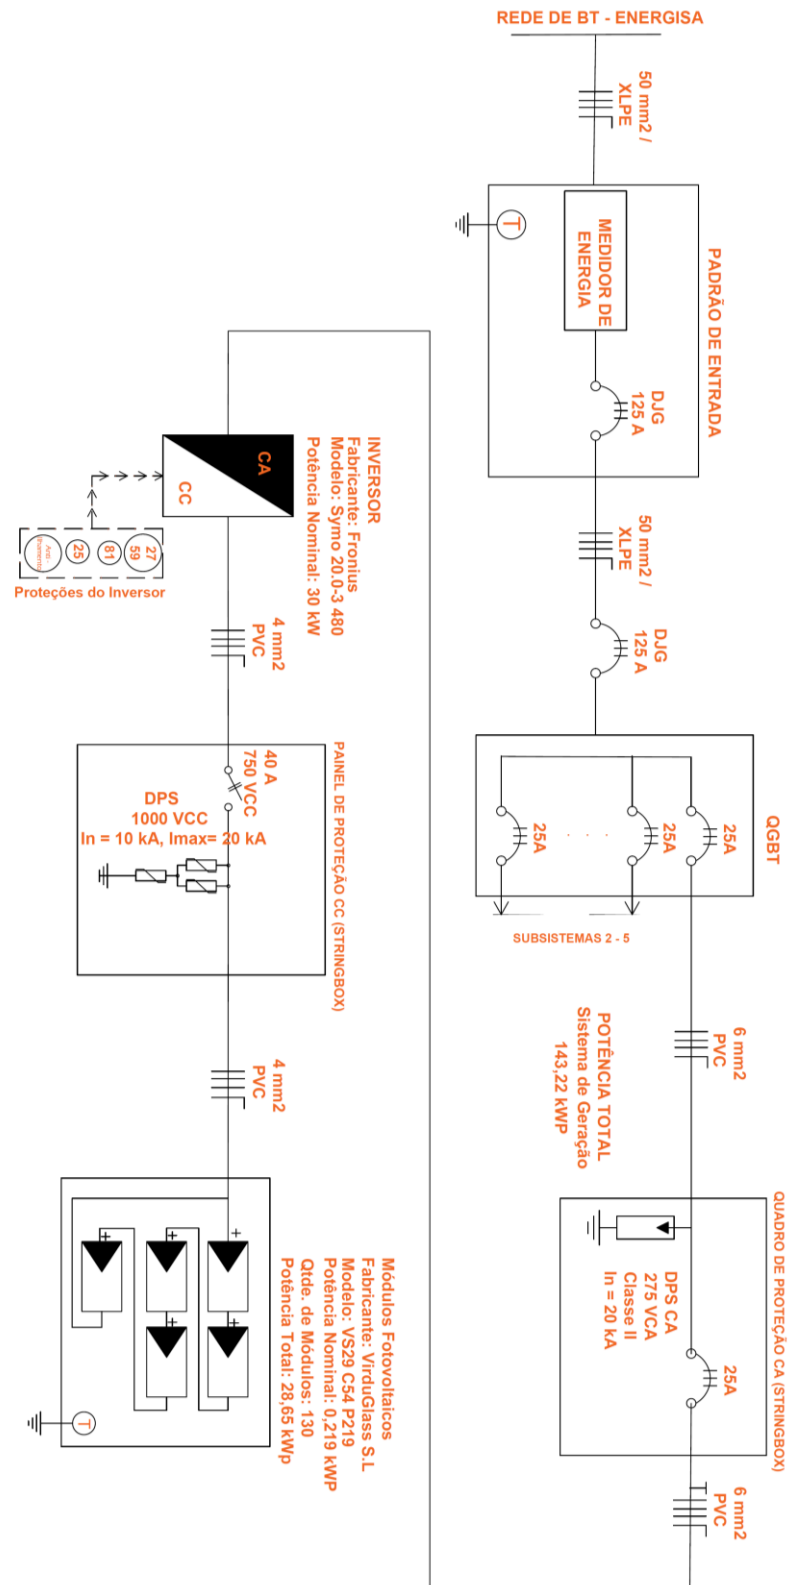 REDE DE BT - ENERGISA
50 mm2 /
XLPE
PADRÃO DE ENTRADA
MEDIDOR DE
ENERGIA
T
DJG
125 A
50 mm2 /
XLPE
DJG
125 A
QGBT
25A
25A
. . .
25A
SUBSISTEMAS 2 - 5
6 mm2
PVC
POTÊNCIA TOTAL
Sistema de Geração
143,22 kWP
QUADRO DE PROTEÇÃO CA (STRINGBOX)
DPS CA
275 VCA
Classe II
In = 20 kA
25A
6 mm2
PVC
INVERSOR
Fabricante: Fronius
Modelo: Symo 20.0-3 480
Potência Nominal: 30 kW
CA
CC
27
59
81
25
Proteções do Inversor
4 mm2
PVC
PAINEL DE PROTEÇÃO CC (STRINGBOX)
40 A
750 VCC
DPS
1000 VCC
In = 10 kA, Imax= 20 kA
4 mm2
PVC
Módulos Fotovoltaicos
Fabricante: VirduGlass S.L
Modelo: VS29 C54 P219
Potência Nominal: 0,219 kWP
Qtde. de Módulos: 130
Potência Total: 28,65 kWp
+
+
+
+
+
T